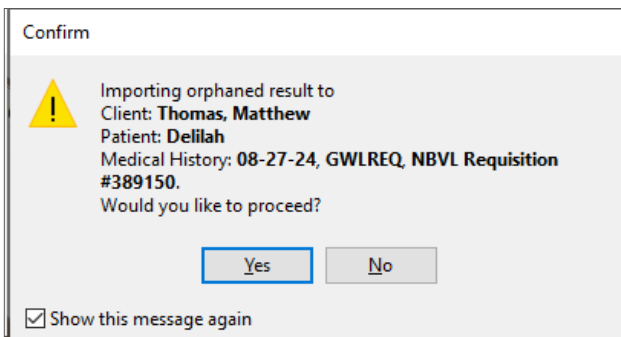 Confirm
Importing orphaned result to
Client: Thomas, Matthew
Patient: Delilah
Medical History: 08-27-24, GWLREQ, NBVL Requisition
#389150.
Would you like to proceed?
Yes No
Show this message again